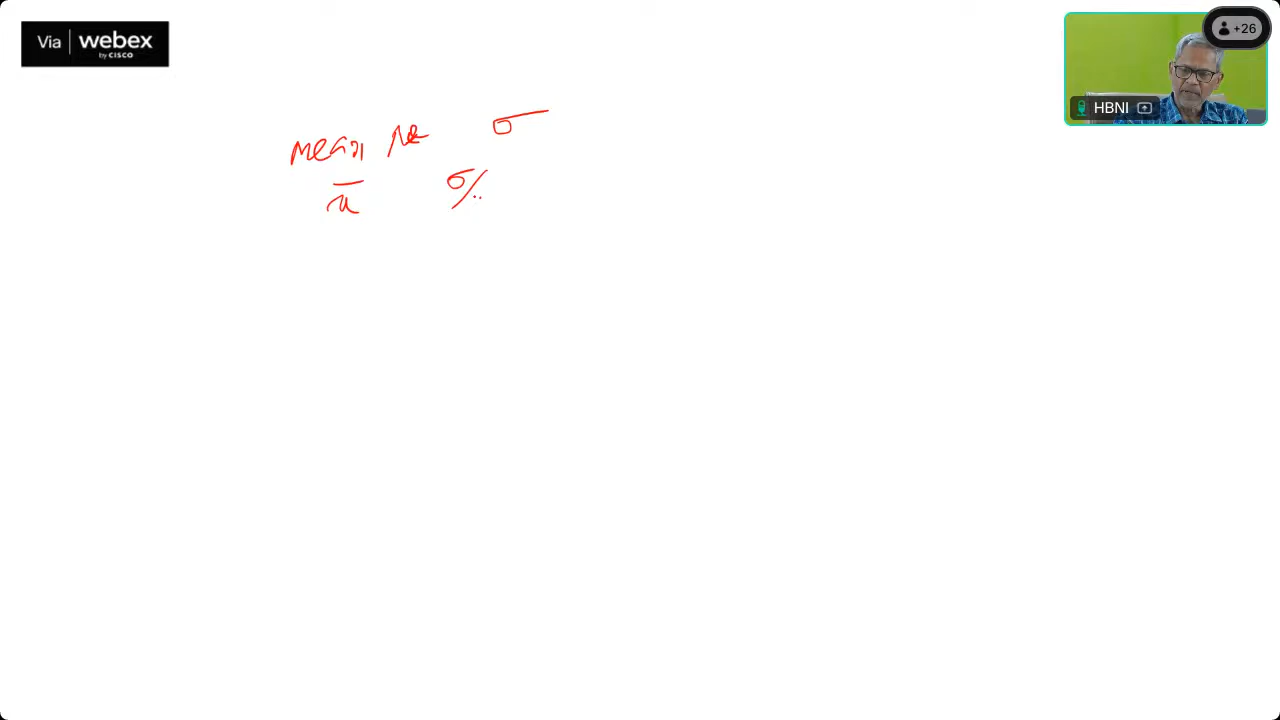 Via webex
by CISCO
+26
HBNI
mean σ
x̄ σ/